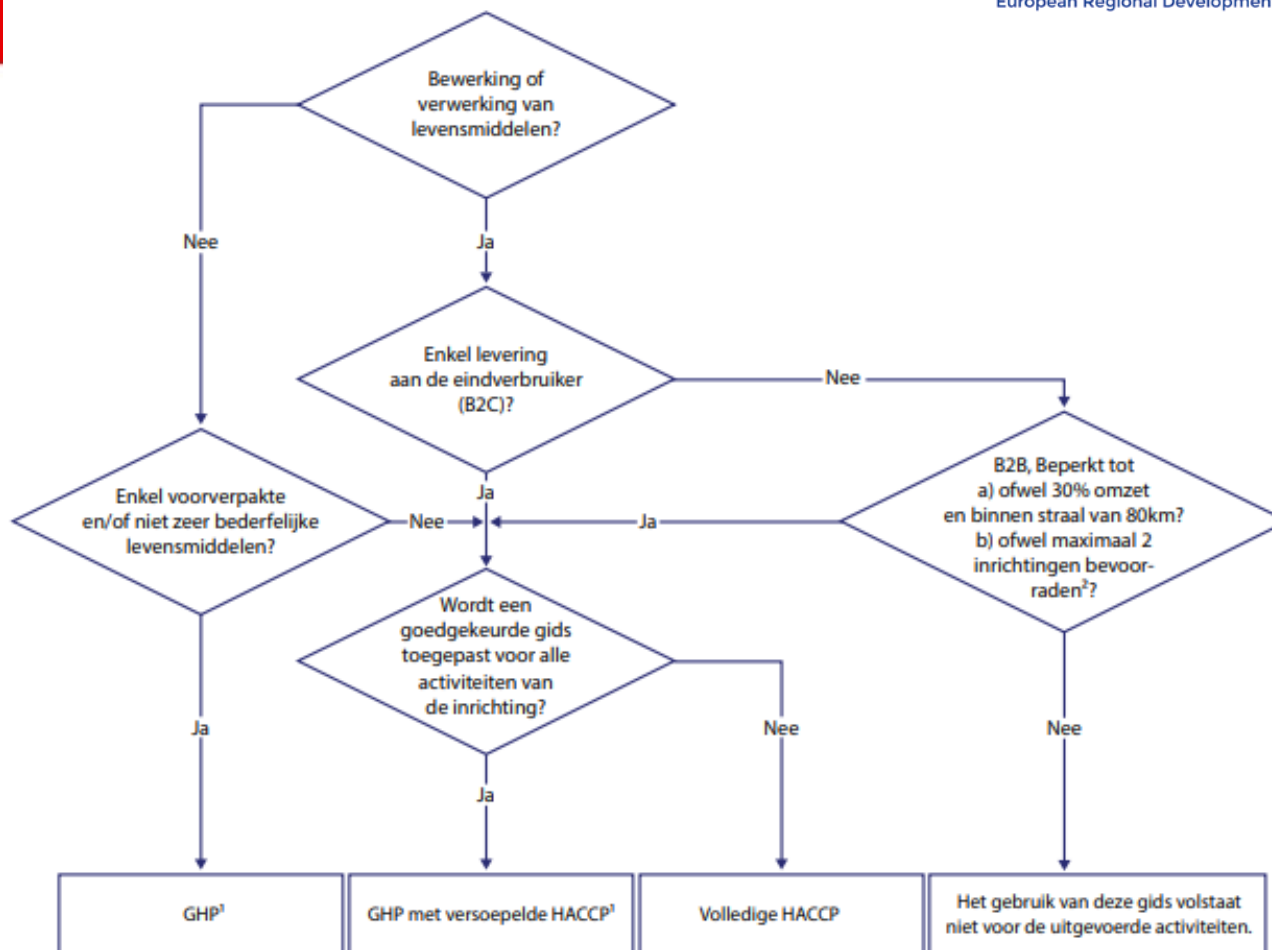 European Regional Development
Bewerking of
verwerking van
levensmiddelen?
Nee
Ja
Enkel levering
aan de eindverbruiker
(B2C)?
Nee
Enkel voorverpakte
en/of niet zeer bederfelijke
levensmiddelen?
Nee
Ja
Ja
B2B, Beperkt tot
a) ofwel 30% omzet
en binnen straal van 80km?
b) ofwel maximaal 2
inrichtingen bevoor-
raden²?
Wordt een
goedgekeurde gids
toegepast voor alle
activiteiten van
de inrichting?
Ja
Nee
Nee
Ja
GHP¹
GHP met versoepelde HACCP¹
Volledige HACCP
Het gebruik van deze gids volstaat
niet voor de uitgevoerde activiteiten.